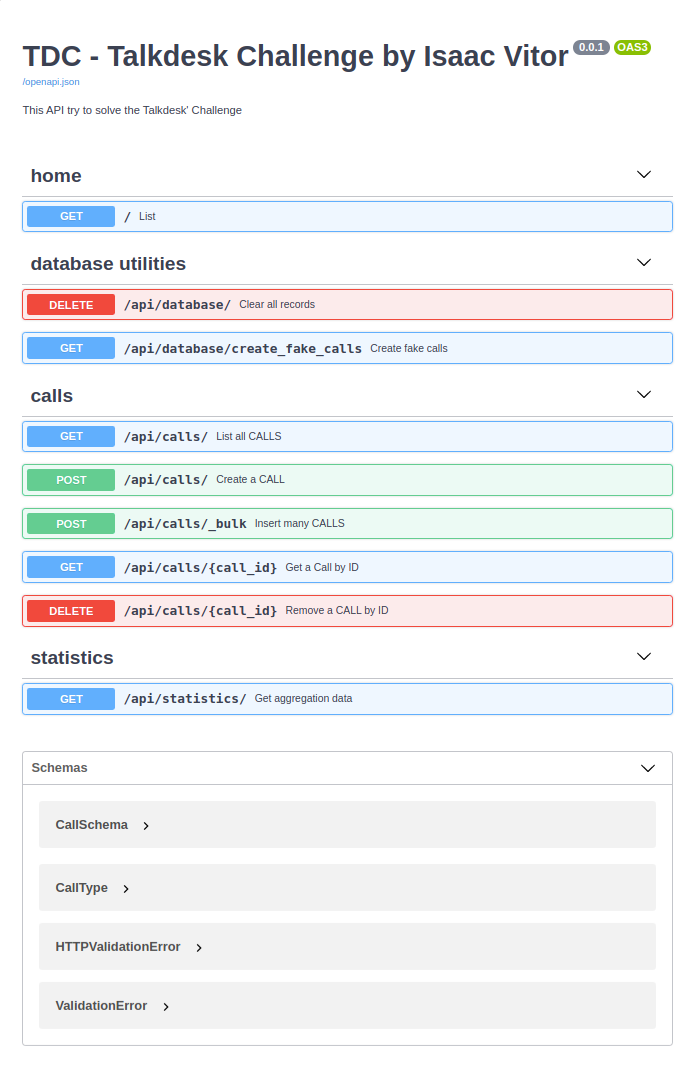 TDC - Talkdesk Challenge by Isaac Vitor 0.0.1 OAS3
/openapi.json
This API try to solve the Talkdesk' Challenge
home
GET / List
database utilities
DELETE /api/database/ Clear all records
GET /api/database/create_fake_calls Create fake calls
calls
GET /api/calls/ List all CALLS
POST /api/calls/ Create a CALL
POST /api/calls/_bulk Insert many CALLS
GET /api/calls/{call_id} Get a Call by ID
DELETE /api/calls/{call_id} Remove a CALL by ID
statistics
GET /api/statistics/ Get aggregation data
Schemas
CallSchema
CallType
HTTPValidationError
ValidationError